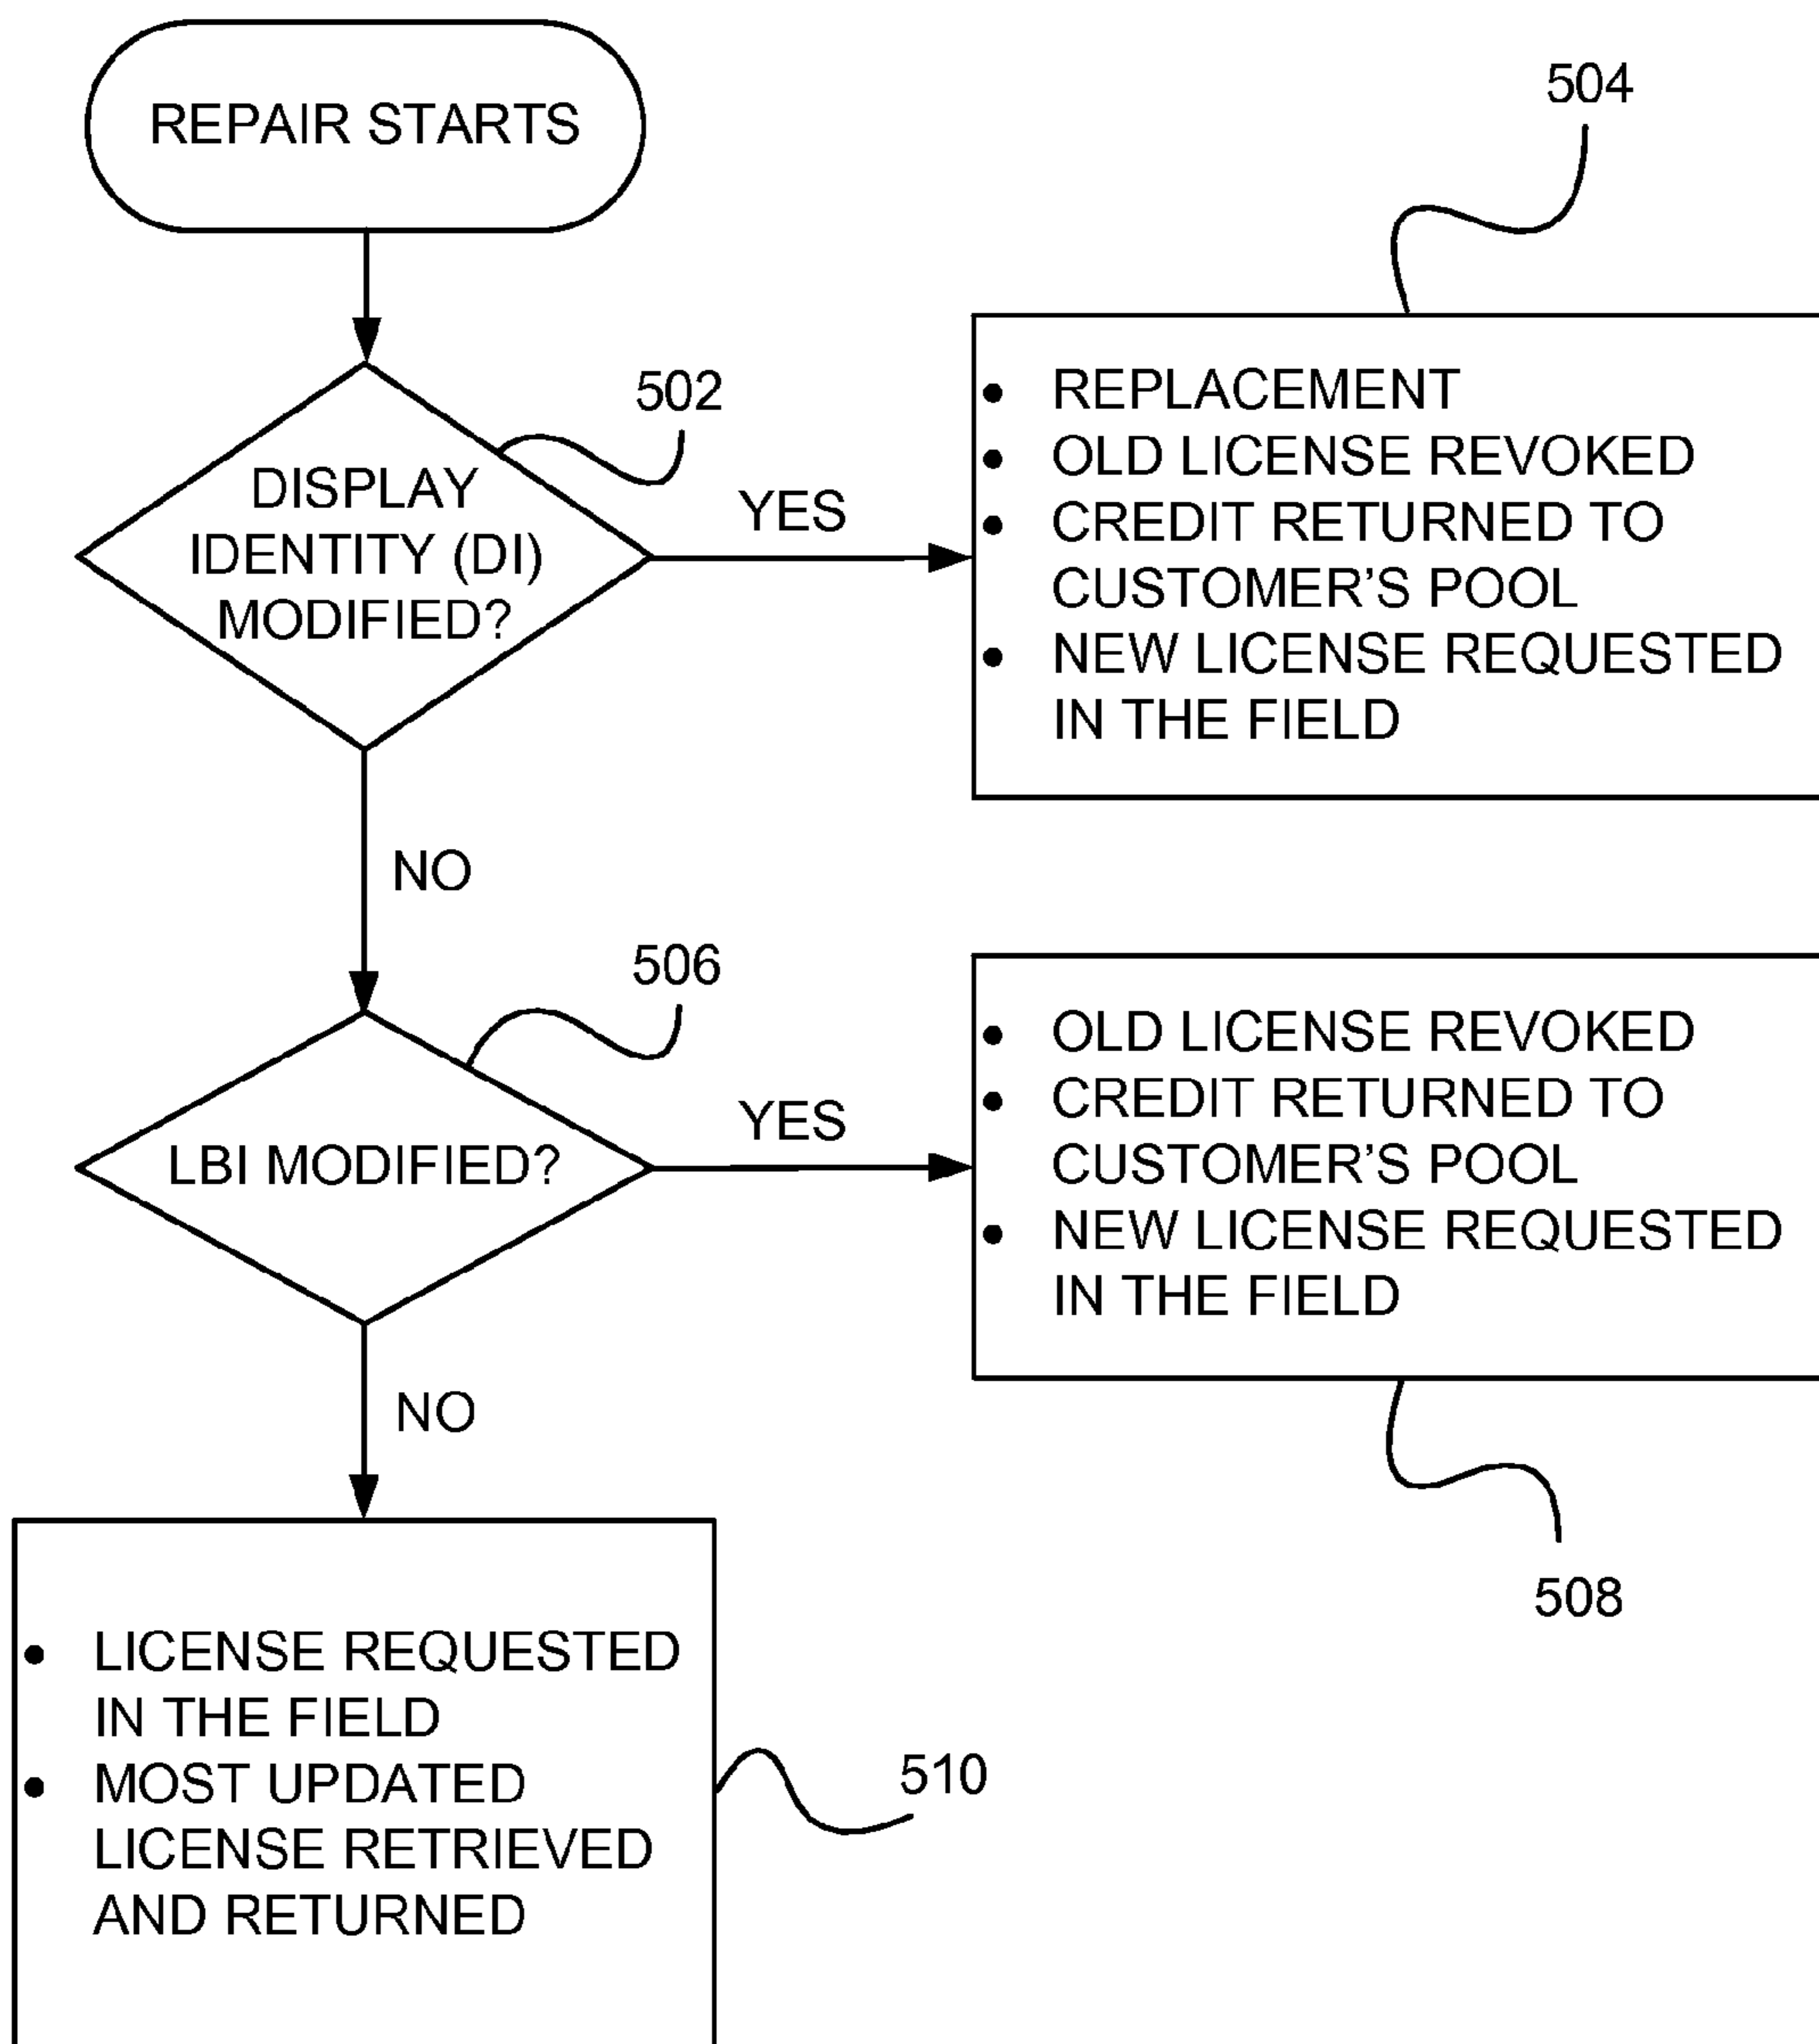 REPAIR STARTS
504
502
DISPLAY
IDENTITY (DI)
MODIFIED?
YES
• REPLACEMENT
• OLD LICENSE REVOKED
• CREDIT RETURNED TO
CUSTOMER’S POOL
• NEW LICENSE REQUESTED
IN THE FIELD
NO
506
LBI MODIFIED?
YES
• OLD LICENSE REVOKED
• CREDIT RETURNED TO
CUSTOMER’S POOL
• NEW LICENSE REQUESTED
IN THE FIELD
NO
508
• LICENSE REQUESTED
IN THE FIELD
• MOST UPDATED
LICENSE RETRIEVED
AND RETURNED
510